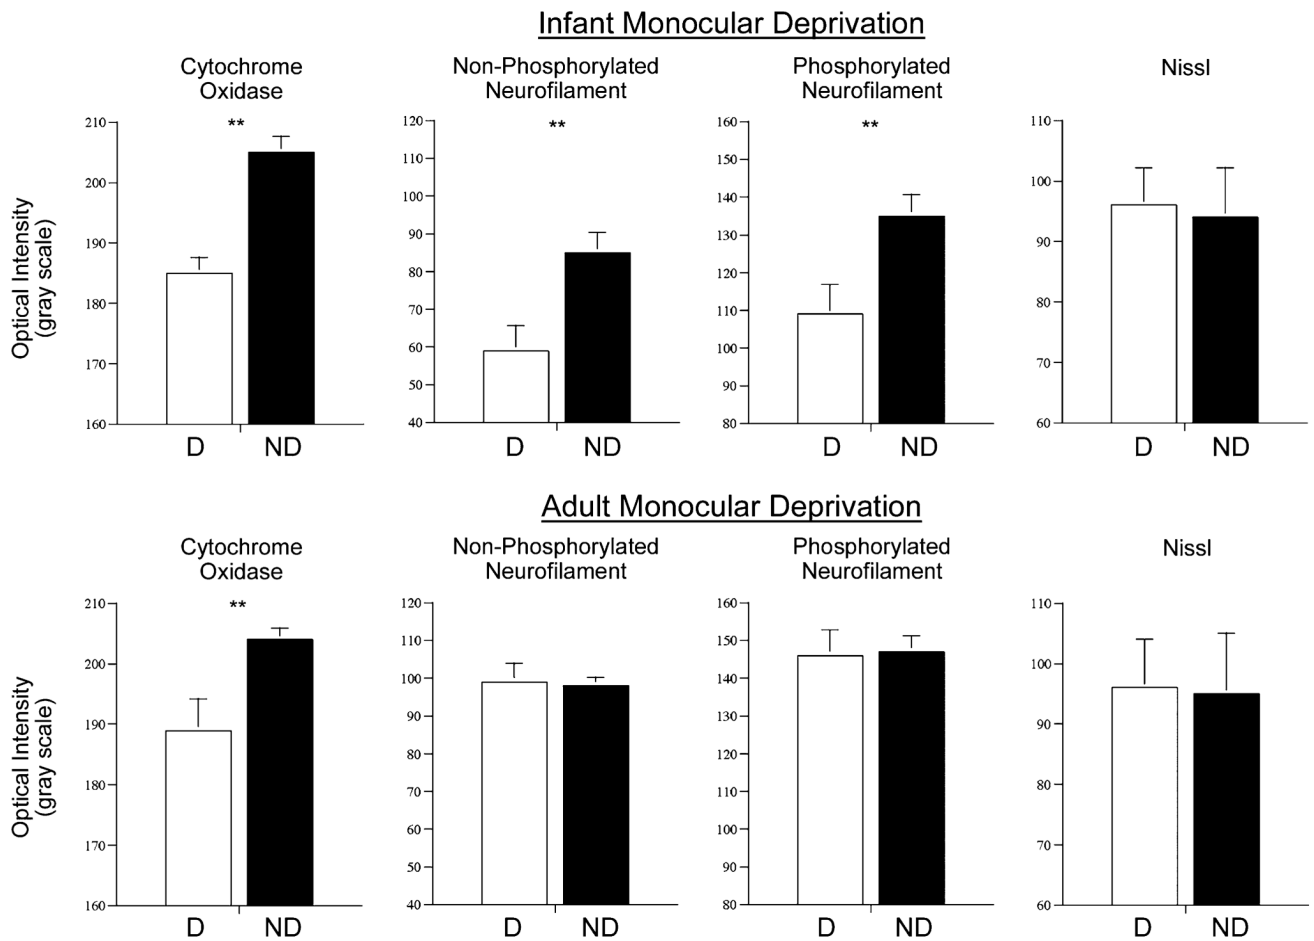 Infant Monocular Deprivation
Cytochrome
Oxidase
Non-Phosphorylated
Neurofilament
Phosphorylated
Neurofilament
Nissl
Optical Intensity
(gray scale)
210
200
190
180
170
160
**
D
ND
120
110
100
90
80
70
60
50
40
**
D
ND
160
150
140
130
120
110
100
90
80
**
D
ND
110
100
90
80
70
60
D
ND
Adult Monocular Deprivation
Cytochrome
Oxidase
Non-Phosphorylated
Neurofilament
Phosphorylated
Neurofilament
Nissl
Optical Intensity
(gray scale)
210
200
190
180
170
160
**
D
ND
120
110
100
90
80
70
60
50
40
D
ND
160
150
140
130
120
110
100
90
80
D
ND
110
100
90
80
70
60
D
ND